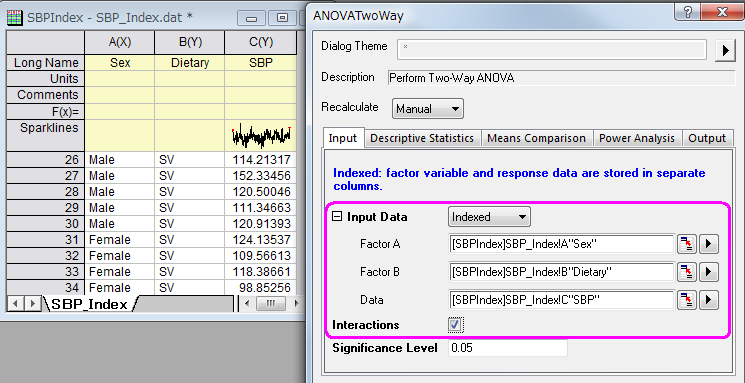 SBPIndex - SBP_Index.dat *
A(X) B(Y) C(Y)
Long Name Sex Dietary SBP
Units
Comments
F(x)=
Sparklines
26 Male SV 114.21317
27 Male SV 152.33456
28 Male SV 120.50046
29 Male SV 111.34663
30 Male SV 120.91393
31 Female SV 124.13537
32 Female SV 109.56613
33 Female SV 118.38661
34 Female SV 98.85256
SBP_Index
ANOVATwoWay
Dialog Theme *
Description Perform Two-Way ANOVA
Recalculate Manual
Input Descriptive Statistics Means Comparison Power Analysis Output
Indexed: factor variable and response data are stored in separate
columns.
Input Data Indexed
Factor A [SBPIndex]SBP_Index!A"Sex"
Factor B [SBPIndex]SBP_Index!B"Dietary"
Data [SBPIndex]SBP_Index!C"SBP"
Interactions
Significance Level 0.05